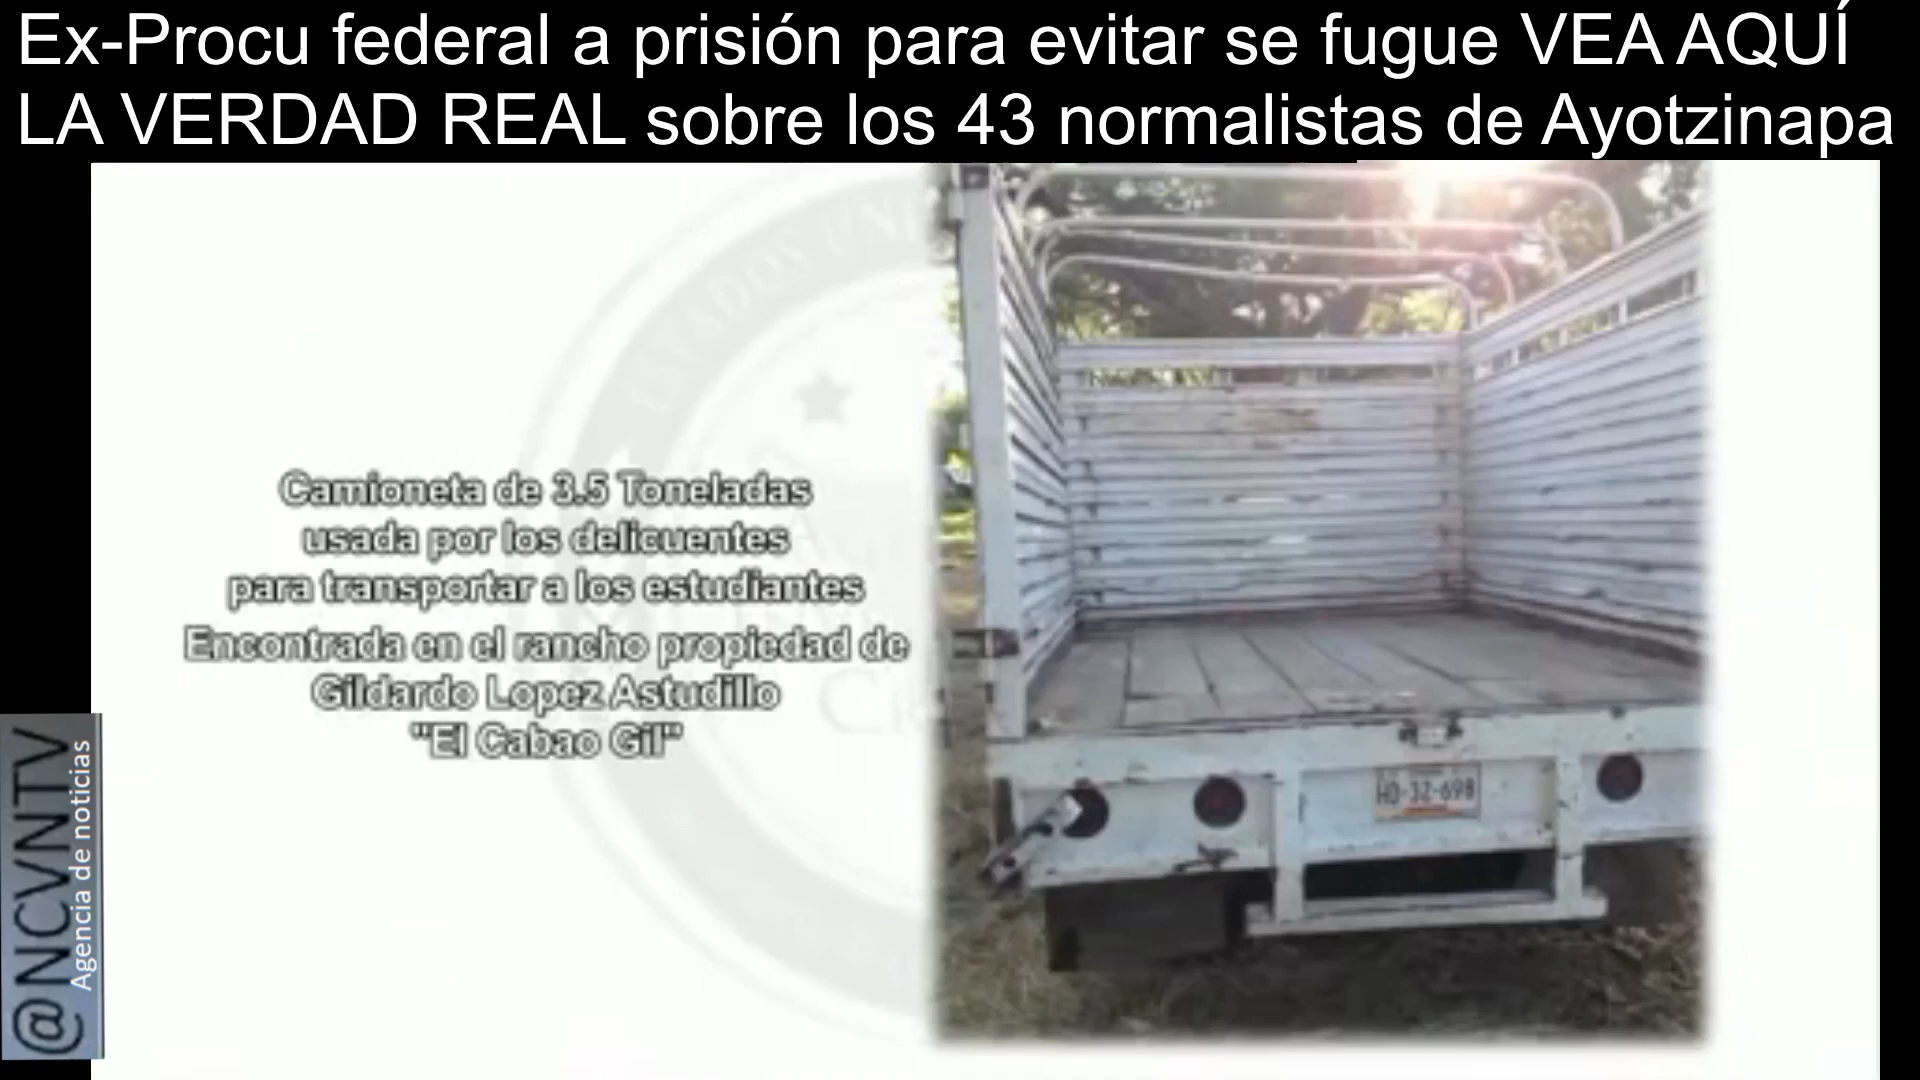 Ex-Procu federal a prisión para evitar se fugue VEA AQUÍ
LA VERDAD REAL sobre los 43 normalistas de Ayotzinapa
Camioneta de 3.5 Toneladas
usada por los delicuentes
para transportar a los estudiantes
Encontrada en el rancho propiedad de
Gildardo Lopez Astudillo
"El Cabao Gil"
HD-32-698
@NCVNTV
Agencia de noticias